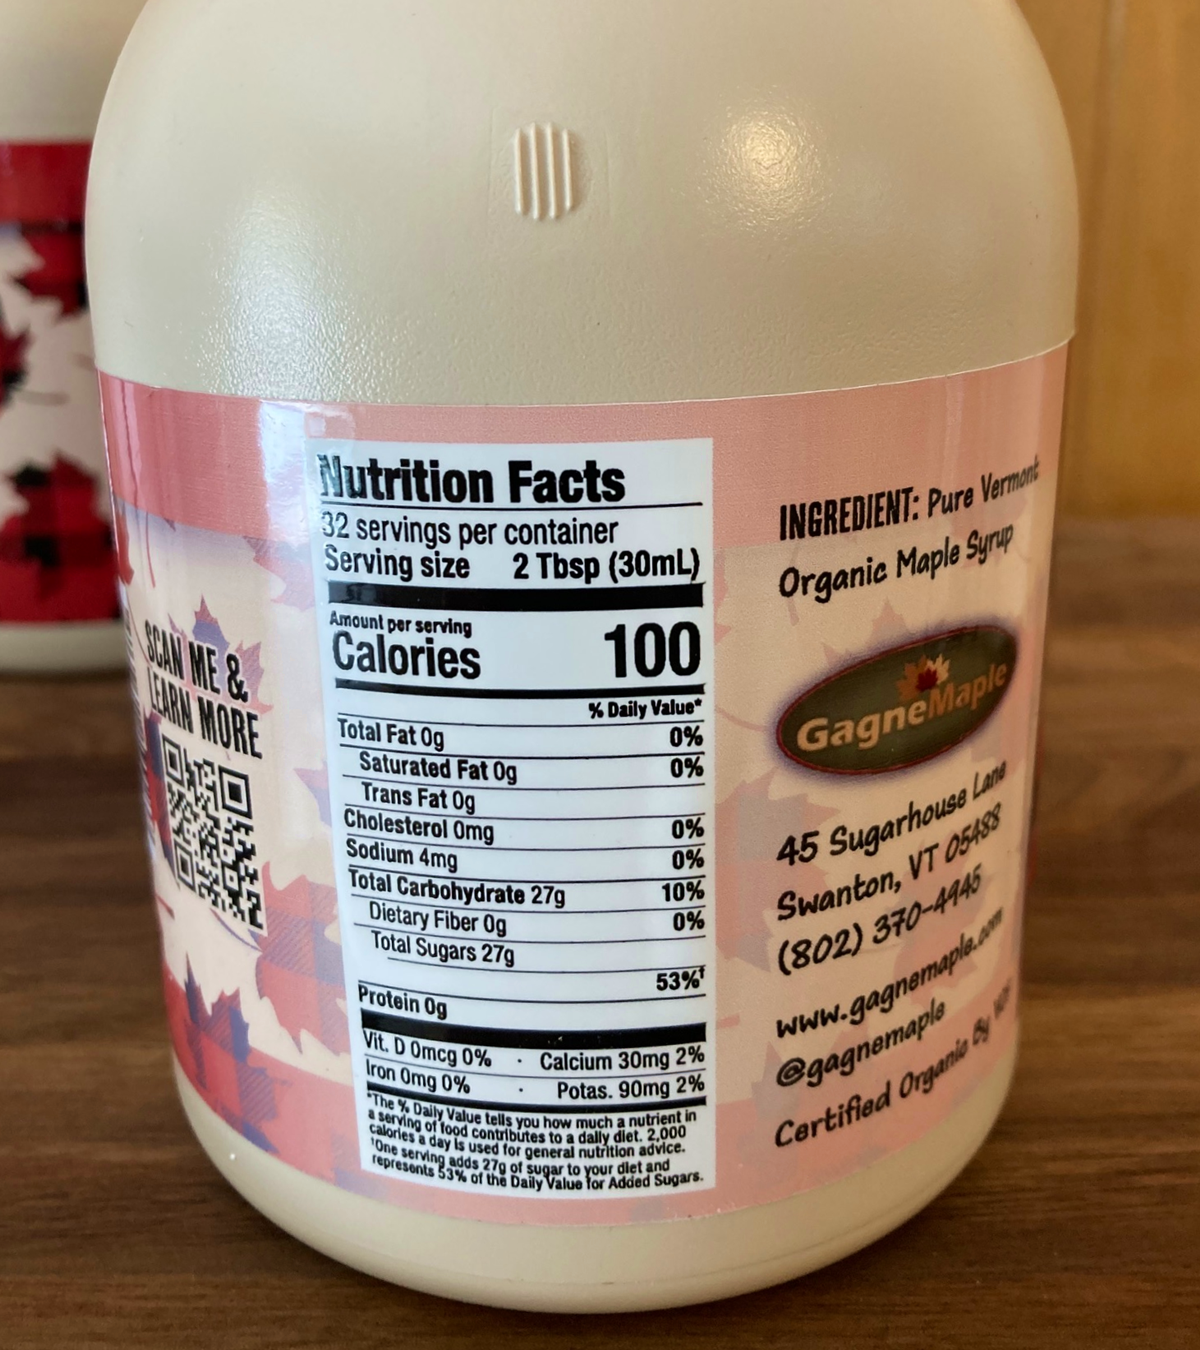 SCAN ME &
LEARN MORE
Nutrition Facts
32 servings per container
Serving size 2 Tbsp (30mL)
Amount per serving
Calories 100
% Daily Value*
Total Fat 0g 0%
Saturated Fat 0g 0%
Trans Fat 0g
Cholesterol 0mg 0%
Sodium 4mg 0%
Total Carbohydrate 27g 10%
Dietary Fiber 0g 0%
Total Sugars 27g
53%†
Protein 0g
Vit. D 0mcg 0% · Calcium 30mg 2%
Iron 0mg 0% · Potas. 90mg 2%
*The % Daily Value tells you how much a nutrient in
a serving of food contributes to a daily diet. 2,000
calories a day is used for general nutrition advice.
†One serving adds 27g of sugar to your diet and
represents 53% of the Daily Value for Added Sugars.
INGREDIENT: Pure Vermont
Organic Maple Syrup
GagneMaple
45 Sugarhouse Lane
Swanton, VT 05488
(802) 370-4945
www.gagnemaple.com
@gagnemaple
Certified Organic By